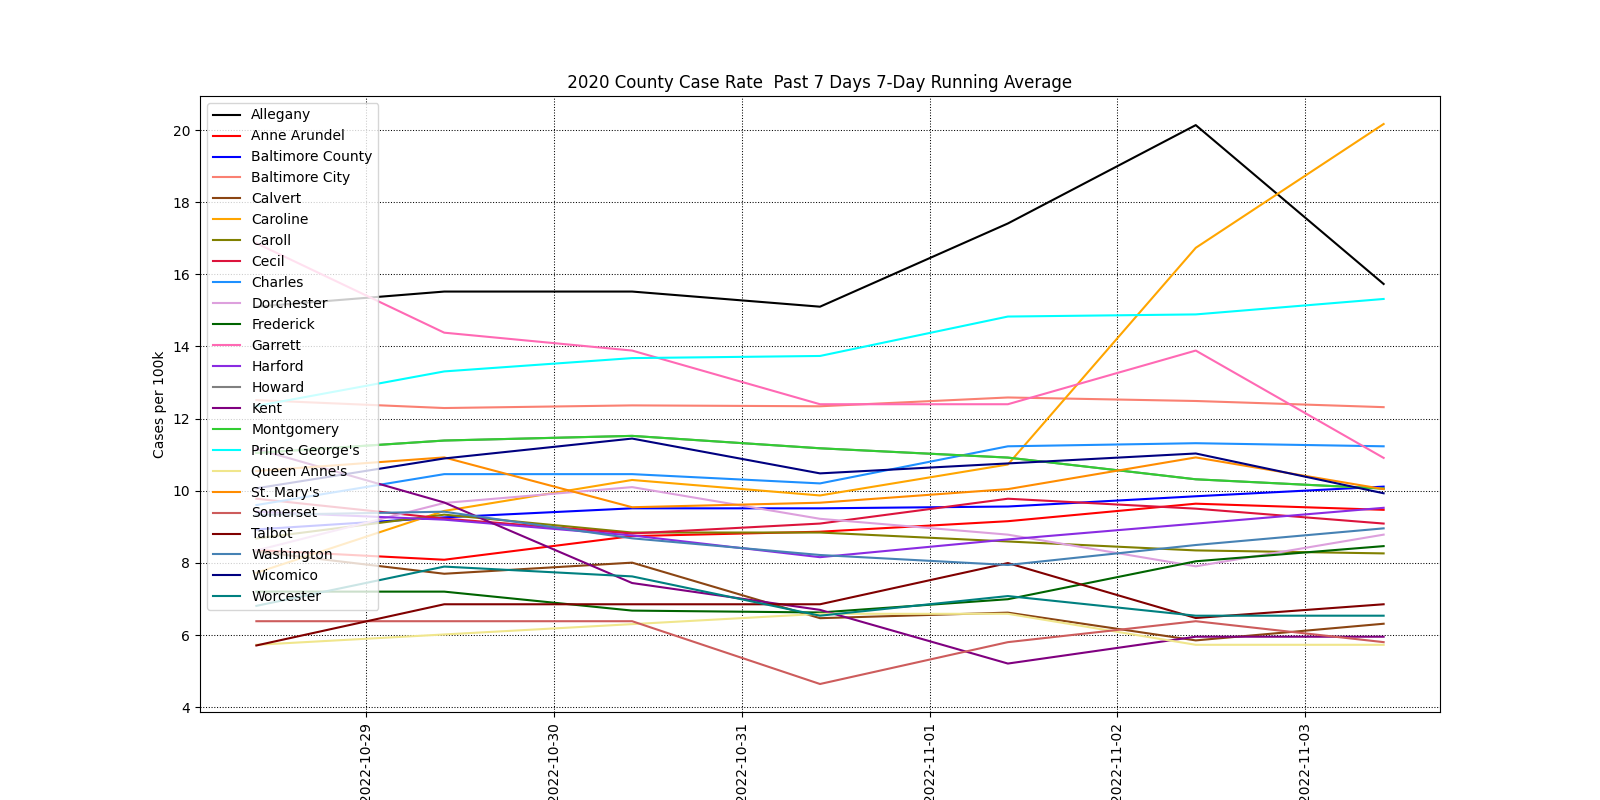 2020 County Case Rate  Past 7 Days 7-Day Running Average
Cases per 100k
20
18
16
14
12
10
8
6
4
Allegany
Anne Arundel
Baltimore County
Baltimore City
Calvert
Caroline
Caroll
Cecil
Charles
Dorchester
Frederick
Garrett
Harford
Howard
Kent
Montgomery
Prince George's
Queen Anne's
St. Mary's
Somerset
Talbot
Washington
Wicomico
Worcester
2022-10-29
2022-10-30
2022-10-31
2022-11-01
2022-11-02
2022-11-03